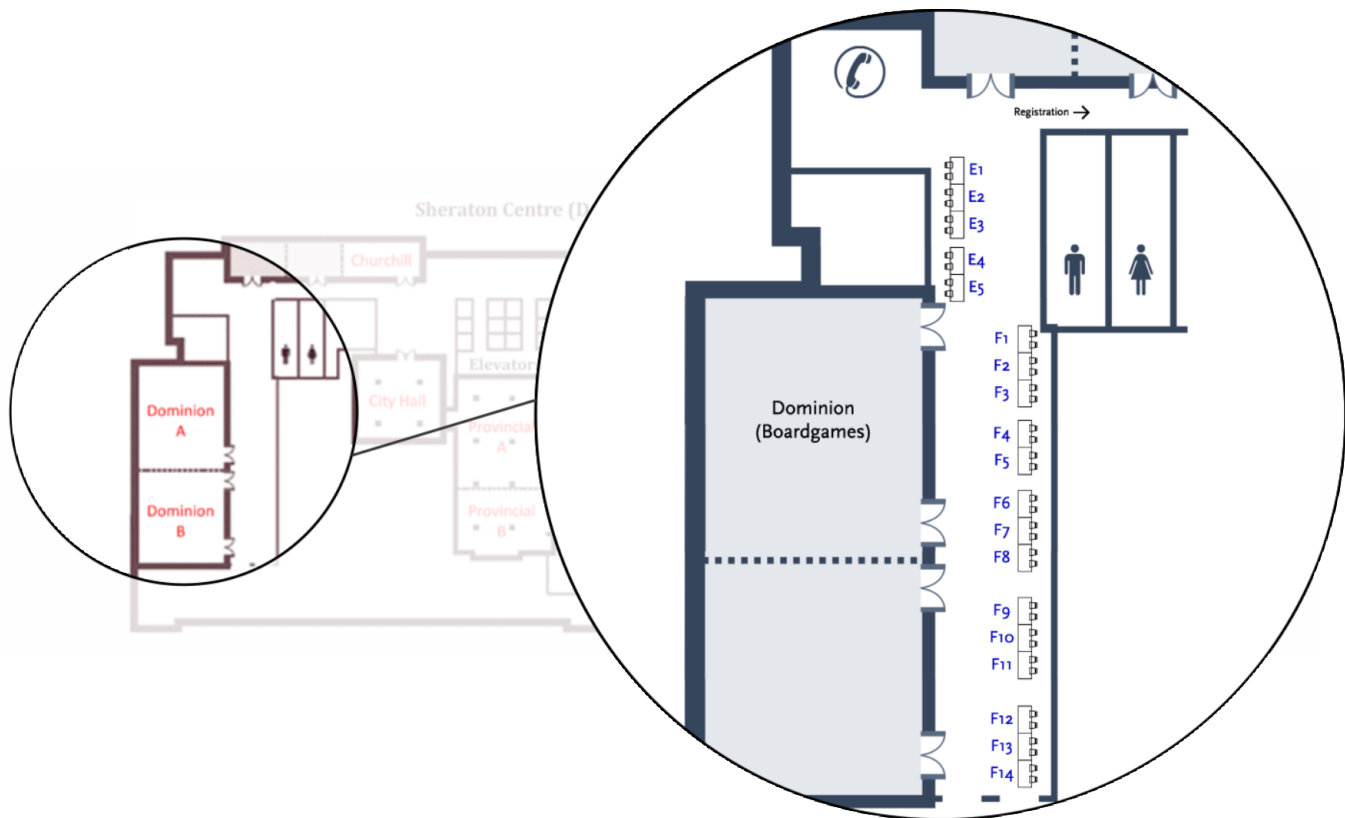 Sheraton Centre (D
Churchill
Elevator
City Hall
Dominion
A
Provincial
A
Dominion
B
Provincial
B
Registration →
E1
E2
E3
E4
E5
Dominion
(Boardgames)
F1
F2
F3
F4
F5
F6
F7
F8
F9
F10
F11
F12
F13
F14